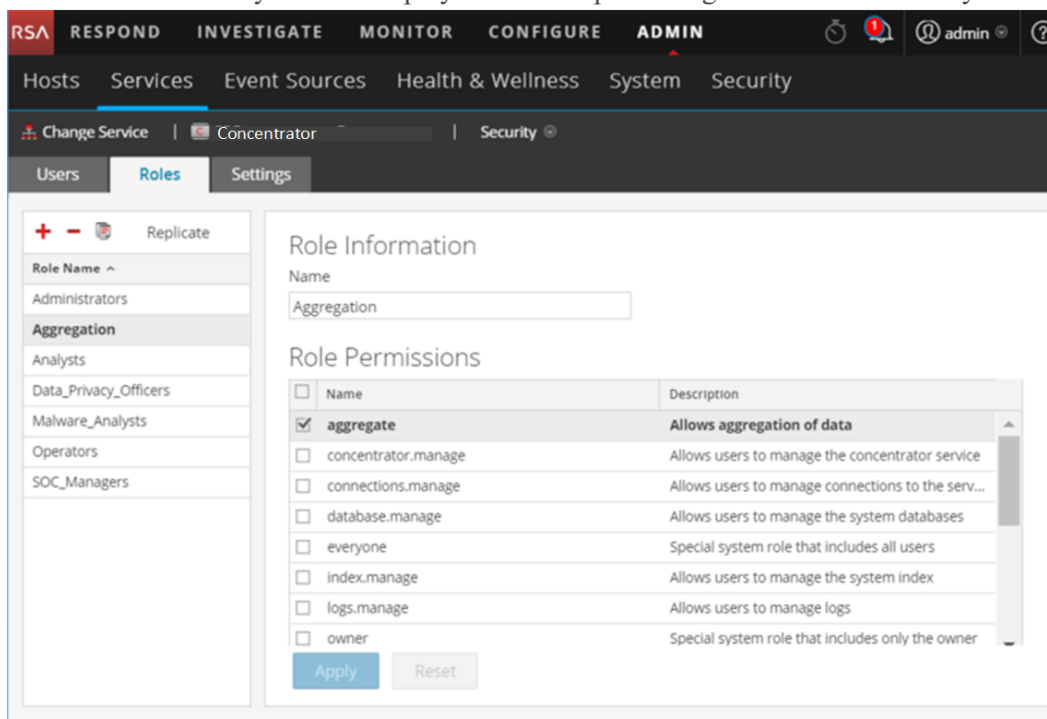 RSA RESPOND INVESTIGATE MONITOR CONFIGURE ADMIN 1 admin ?
Hosts Services Event Sources Health & Wellness System Security
Change Service | C Concentrator | Security
Users Roles Settings
+ - Replicate
Role Name
Administrators
Aggregation
Analysts
Data_Privacy_Officers
Malware_Analysts
Operators
SOC_Managers
Role Information
Name
Aggregation
Role Permissions
Name Description
aggregate Allows aggregation of data
concentrator.manage Allows users to manage the concentrator service
connections.manage Allows users to manage connections to the serv...
database.manage Allows users to manage the system databases
everyone Special system role that includes all users
index.manage Allows users to manage the system index
logs.manage Allows users to manage logs
owner Special system role that includes only the owner
Apply Reset